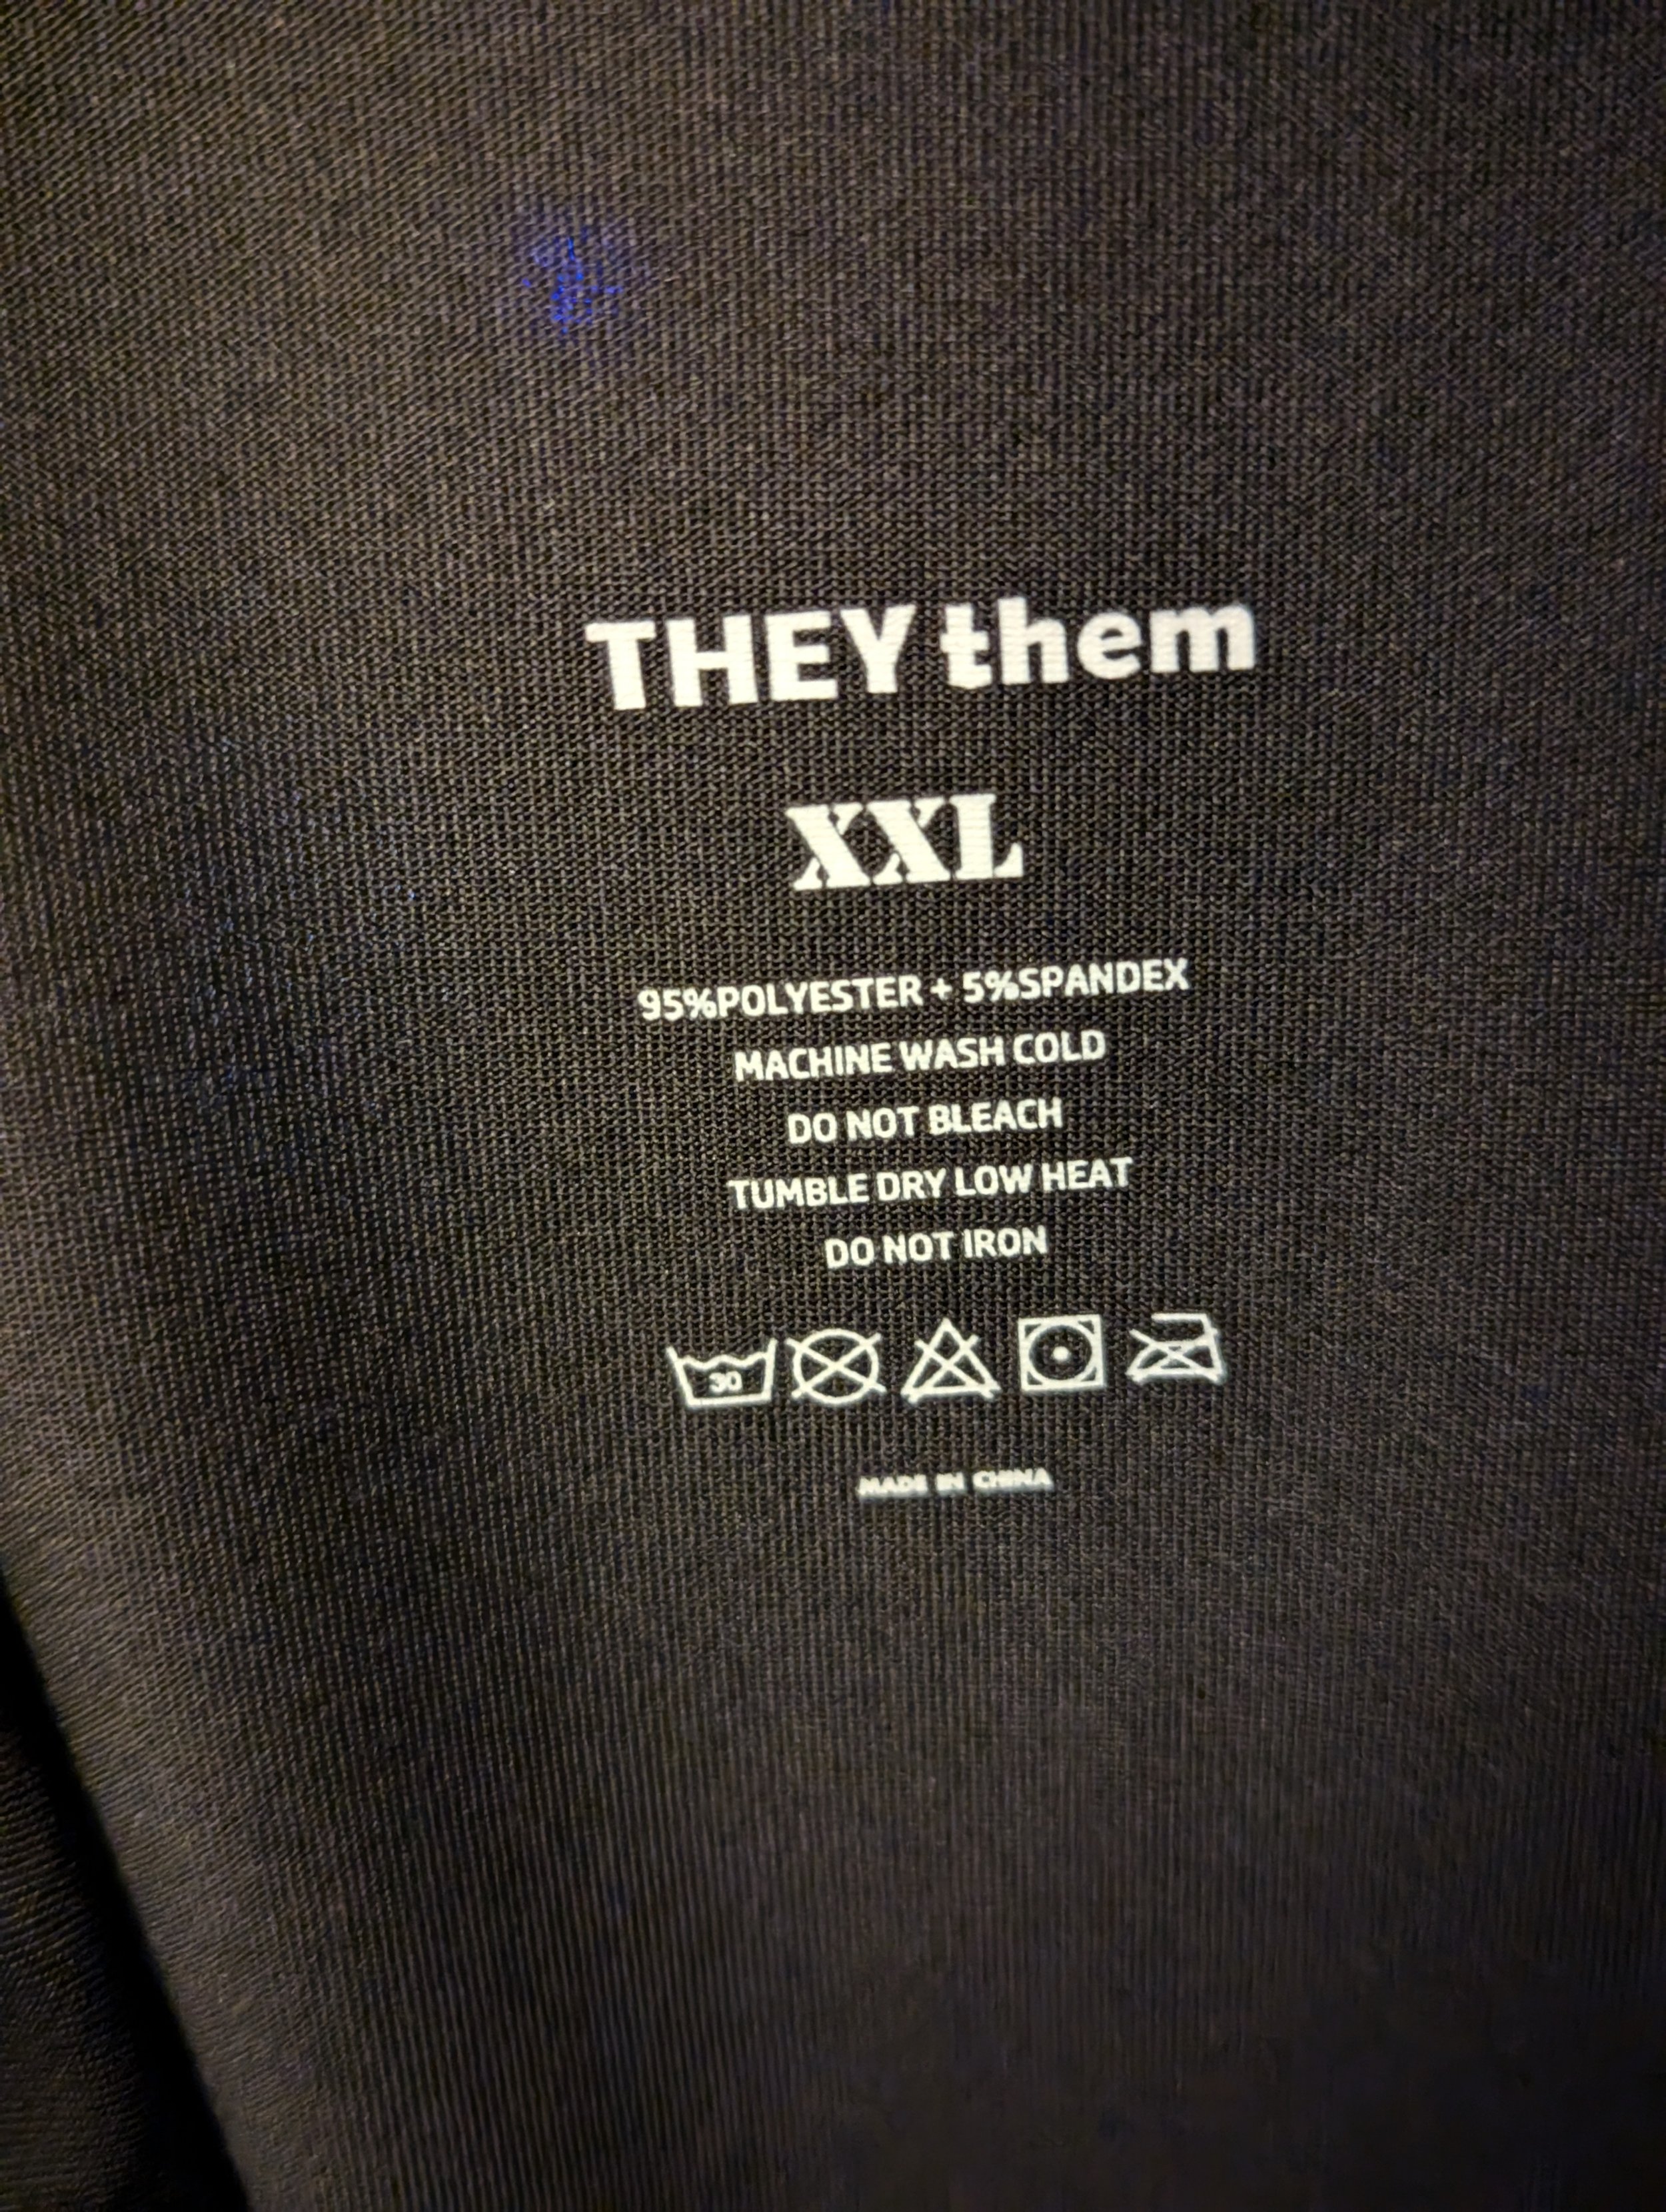 THEY them
XXL
95%POLYESTER + 5%SPANDEX
MACHINE WASH COLD
DO NOT BLEACH
TUMBLE DRY LOW HEAT
DO NOT IRON
30
MADE IN CHINA